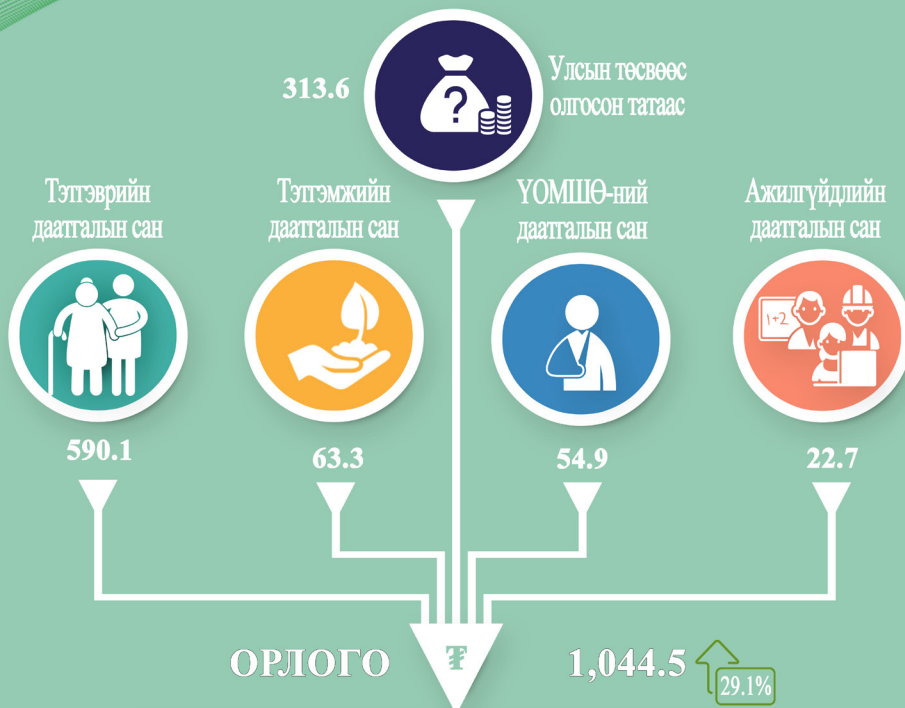 313.6
?
Улсын төсвөөс
олгосон татаас
Тэтгэврийн
даатгалын сан
Тэтгэмжийн
даатгалын сан
ҮОМШӨ-ний
даатгалын сан
Ажилгүйдлийн
даатгалын сан
1+2
590.1
63.3
54.9
22.7
ОРЛОГО
₮
1,044.5
29.1%